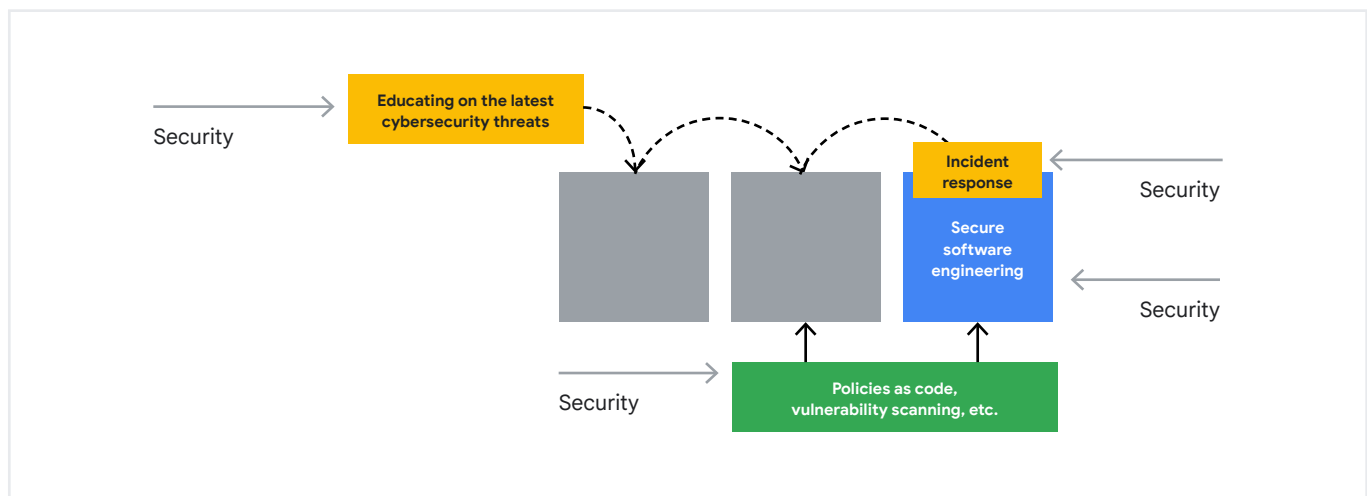 Educating on the latest
cybersecurity threats
Security
Incident
response
Security
Secure
software
engineering
Security
Security
Policies as code,
vulnerability scanning, etc.